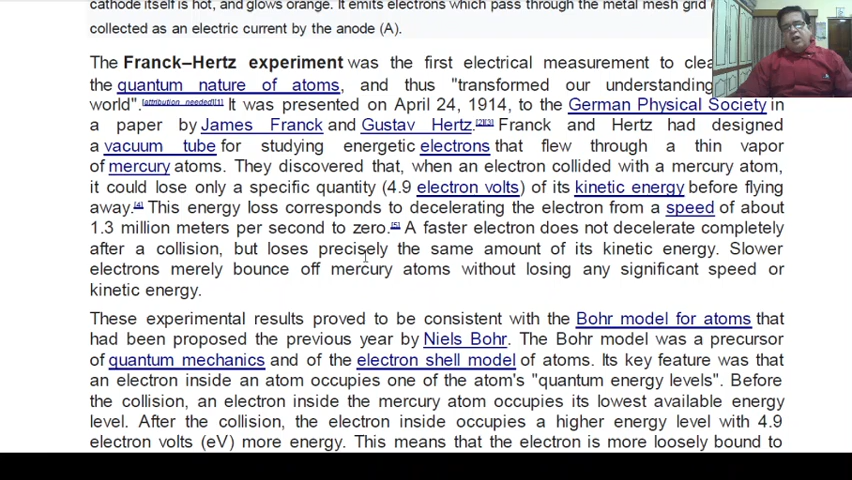 cathode itself is hot, and glows orange. It emits electrons which pass through the metal mesh grid
collected as an electric current by the anode (A).
The Franck–Hertz experiment was the first electrical measurement to
the quantum nature of atoms, and thus "transformed our understanding
world".[attribution needed][1] It was presented on April 24, 1914, to the German Physical Society in
a paper by James Franck and Gustav Hertz.[2][3] Franck and Hertz had designed
a vacuum tube for studying energetic electrons that flew through a thin vapor
of mercury atoms. They discovered that, when an electron collided with a mercury atom,
it could lose only a specific quantity (4.9 electron volts) of its kinetic energy before flying
away.[4] This energy loss corresponds to decelerating the electron from a speed of about
1.3 million meters per second to zero.[5] A faster electron does not decelerate completely
after a collision, but loses precisely the same amount of its kinetic energy. Slower
electrons merely bounce off mercury atoms without losing any significant speed or
kinetic energy.
These experimental results proved to be consistent with the Bohr model for atoms that
had been proposed the previous year by Niels Bohr. The Bohr model was a precursor
of quantum mechanics and of the electron shell model of atoms. Its key feature was that
an electron inside an atom occupies one of the atom's "quantum energy levels". Before
the collision, an electron inside the mercury atom occupies its lowest available energy
level. After the collision, the electron inside occupies a higher energy level with 4.9
electron volts (eV) more energy. This means that the electron is more loosely bound to